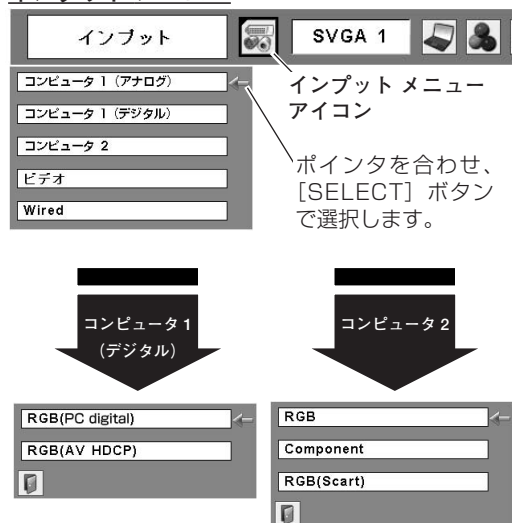 インプット
SVGA 1
コンピュータ 1（アナログ）
コンピュータ 1（デジタル）
コンピュータ 2
ビデオ
Wired
インプット メニュー
アイコン
ポインタを合わせ、
［SELECT］ボタン
で選択します。
コンピュータ 1
（デジタル）
コンピュータ 2
RGB(PC digital)
RGB(AV HDCP)
RGB
Component
RGB(Scart)